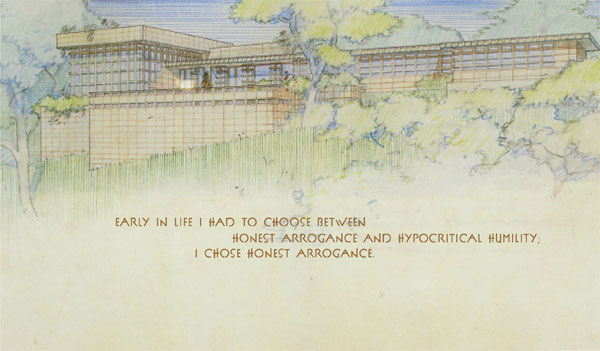 EARLY IN LIFE I HAD TO CHOOSE BETWEEN
HONEST ARROGANCE AND HYPOCRITICAL HUMILITY;
I CHOSE HONEST ARROGANCE.